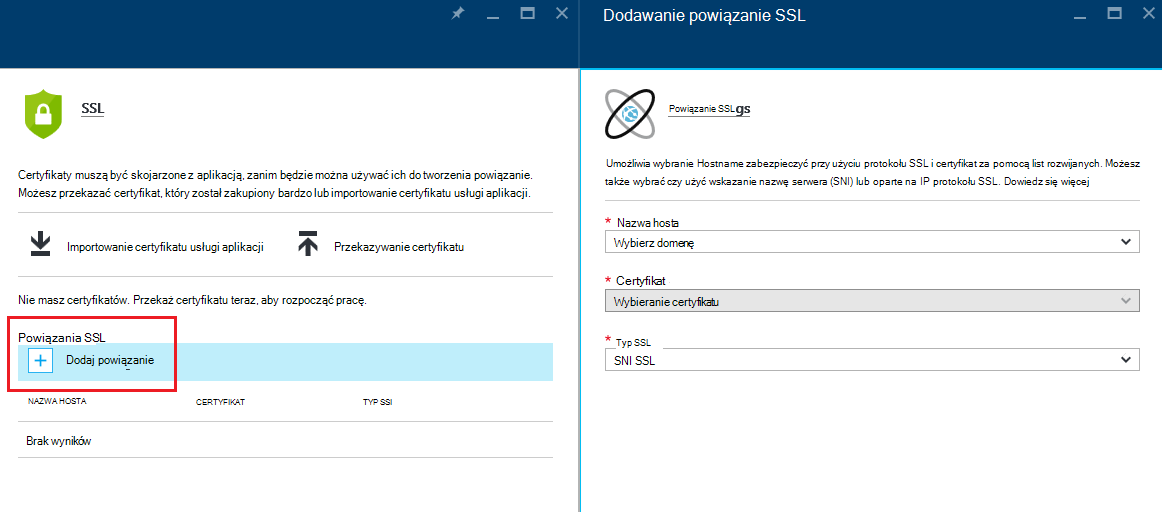 SSL
Certyfikaty muszą być skojarzone z aplikacją, zanim będzie można używać ich do tworzenia powiązanie.
Możesz przekazać certyfikat, który został zakupiony bardzo lub importowanie certyfikatu usługi aplikacji.
Importowanie certyfikatu usługi aplikacji
Przekazywanie certyfikatu
Nie masz certyfikatów. Przekaż certyfikatu teraz, aby rozpocząć pracę.
Powiązania SSL
Dodaj powiązanie
NAZWA HOSTA
CERTYFIKAT
TYP SSI
Brak wyników
Dodawanie powiązanie SSL
Powiązanie SSLgs
Umożliwia wybranie Hostname zabezpieczyć przy użyciu protokołu SSL i certyfikat za pomocą list rozwijanych. Możesz
także wybrać czy użyć wskazanie nazwę serwera (SNI) lub oparte na IP protokołu SSL. Dowiedz się więcej
* Nazwa hosta
Wybierz domenę
* Certyfikat
Wybieranie certyfikatu
* Typ SSL
SNI SSL